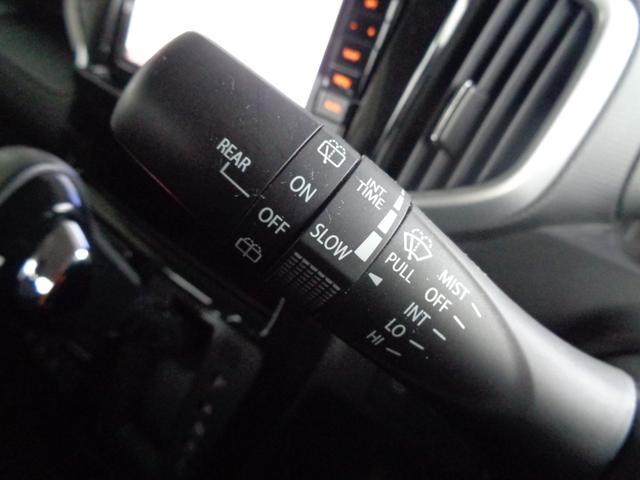 REAR
ON
OFF
INT
TIME
SLOW
PULL
MIST
OFF
INT
LO
HI